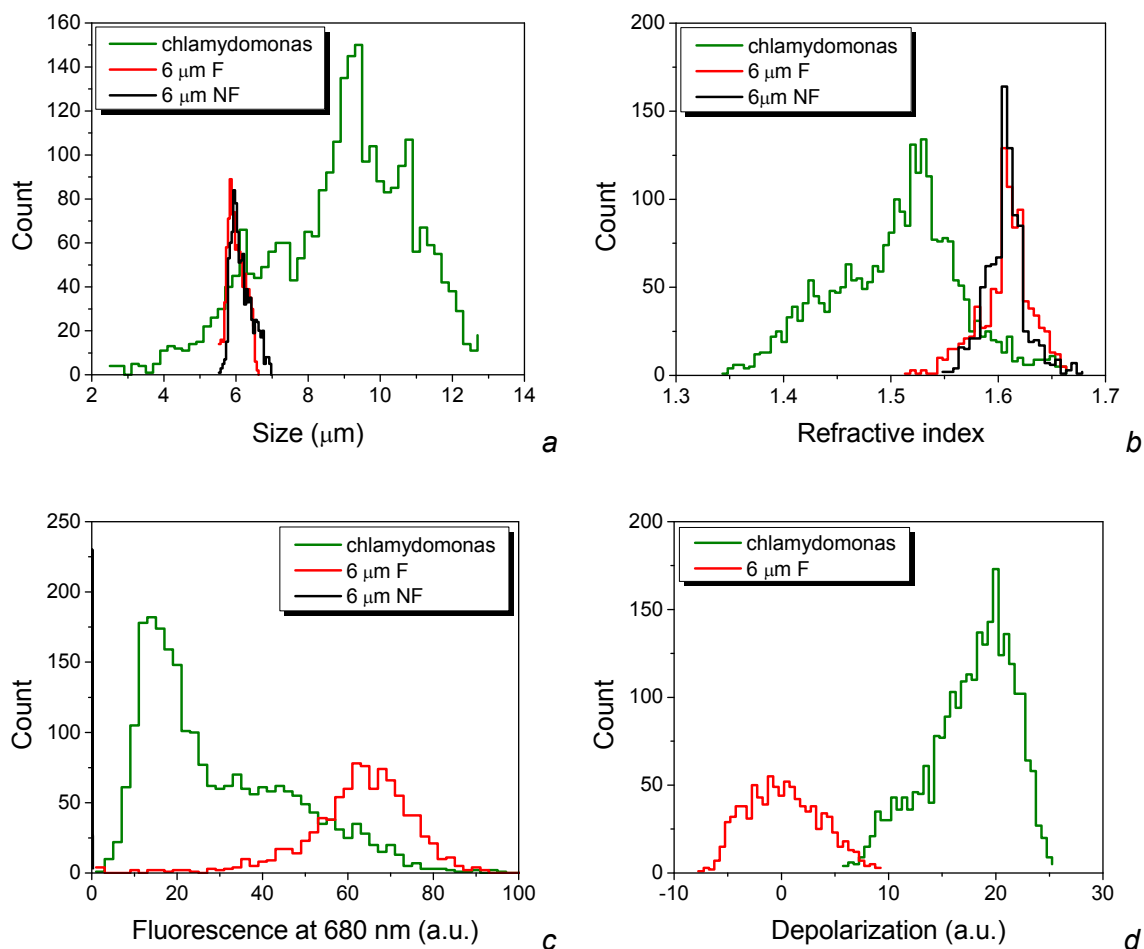 160
140
120
100
80
60
40
20
0
Count
chlamydomonas
6 μm F
6 μm NF
2 4 6 8 10 12 14
Size (μm)
a
200
150
100
50
0
Count
chlamydomonas
6 μm F
6μm NF
1.3 1.4 1.5 1.6 1.7
Refractive index
b
250
200
150
100
50
0
Count
chlamydomonas
6 μm F
6 μm NF
0 20 40 60 80 100
Fluorescence at 680 nm (a.u.)
c
200
150
100
50
0
Count
chlamydomonas
6 μm F
-10 0 10 20 30
Depolarization (a.u.)
d